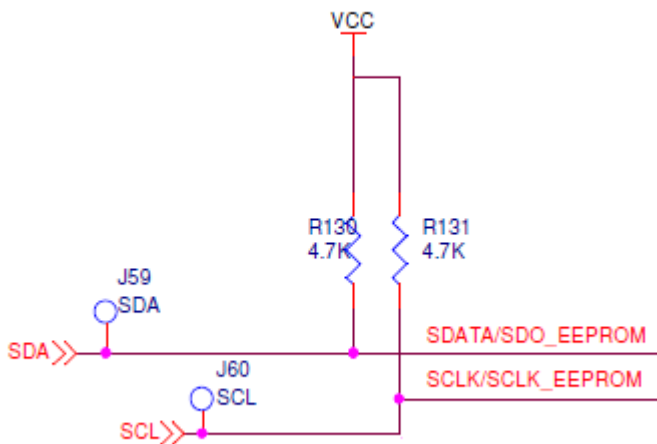 VCC
R130
4.7K
R131
4.7K
J59
SDA
SDA
SDATA/SDO_EEPROM
J60
SCL
SCLK/SCLK_EEPROM
SCL